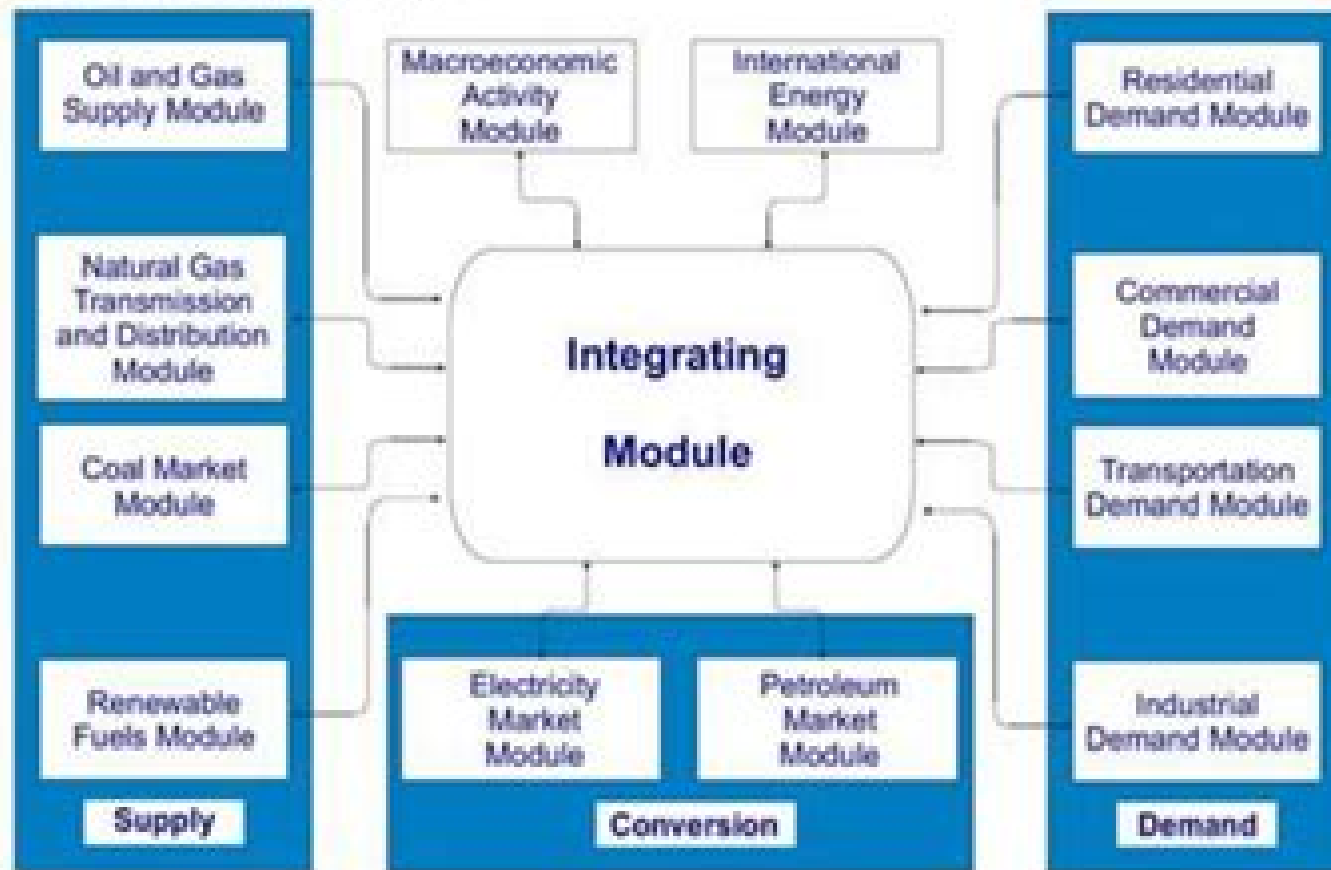 Oil and Gas
Supply Module
Natural Gas
Transmission
and Distribution
Module
Coal Market
Module
Renewable
Fuels Module
Supply
Macroeconomic
Activity
Module
International
Energy
Module
Integrating
Module
Electricity
Market
Module
Petroleum
Market
Module
Conversion
Residential
Demand Module
Commercial
Demand
Module
Transportation
Demand Module
Industrial
Demand Module
Demand